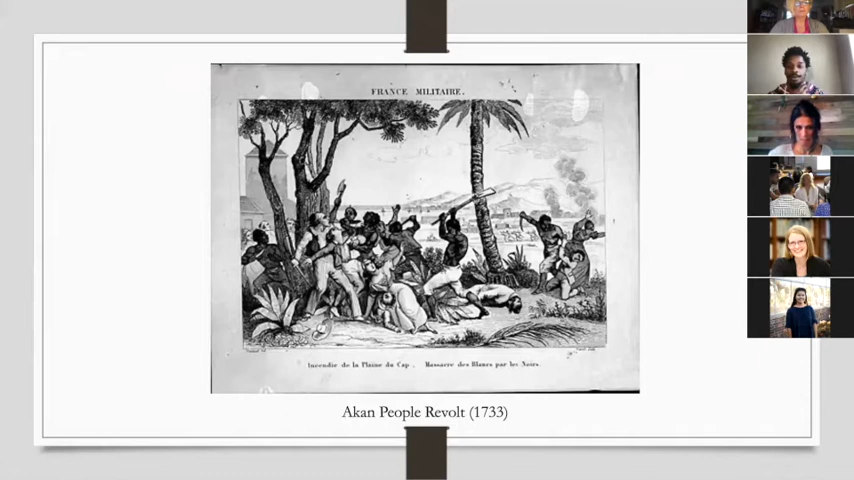 FRANCE MILITAIRE.
Incendie de la Plaine du Cap. Massacre des Blancs par les Noirs.
Akan People Revolt (1733)